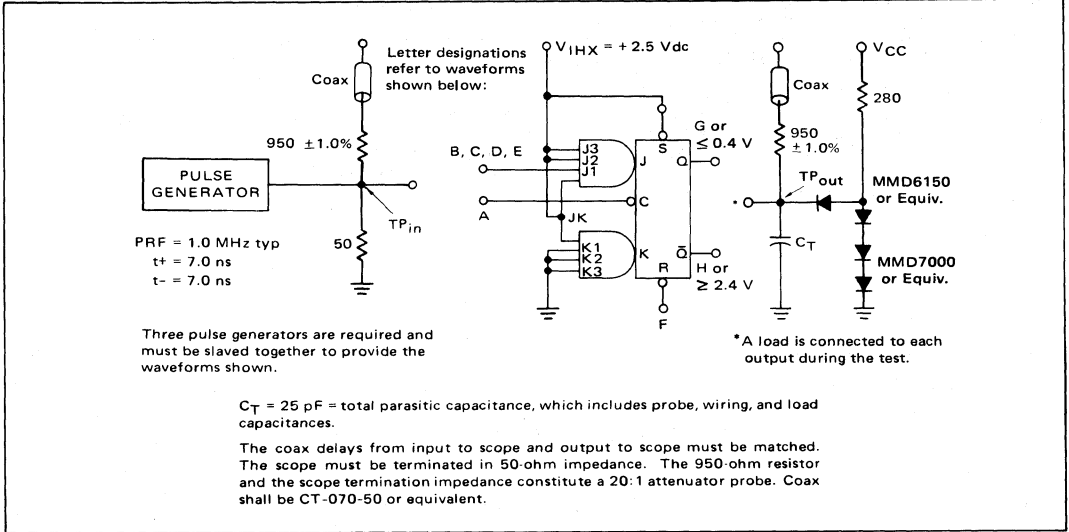 Letter designations
refer to waveforms
shown below:
Coax
950 ±1.0%
PULSE
GENERATOR
TPin
50
PRF = 1.0 MHz typ
t+ = 7.0 ns
t– = 7.0 ns
Three pulse generators are required and
must be slaved together to provide the
waveforms shown.
VIHX = +2.5 Vdc
B, C, D, E
A
J3
J2
J1
JK
K1
K2
K3
S
J
Q
C
K
Q̄
R
F
G or
≤ 0.4 V
H or
≥ 2.4 V
Coax
950
±1.0%
VCC
280
TPout
MMD6150
or Equiv.
*
CT
MMD7000
or Equiv.
*A load is connected to each
output during the test.
CT = 25 pF = total parasitic capacitance, which includes probe, wiring, and load
capacitances.
The coax delays from input to scope and output to scope must be matched.
The scope must be terminated in 50-ohm impedance. The 950-ohm resistor
and the scope termination impedance constitute a 20:1 attenuator probe. Coax
shall be CT-070-50 or equivalent.